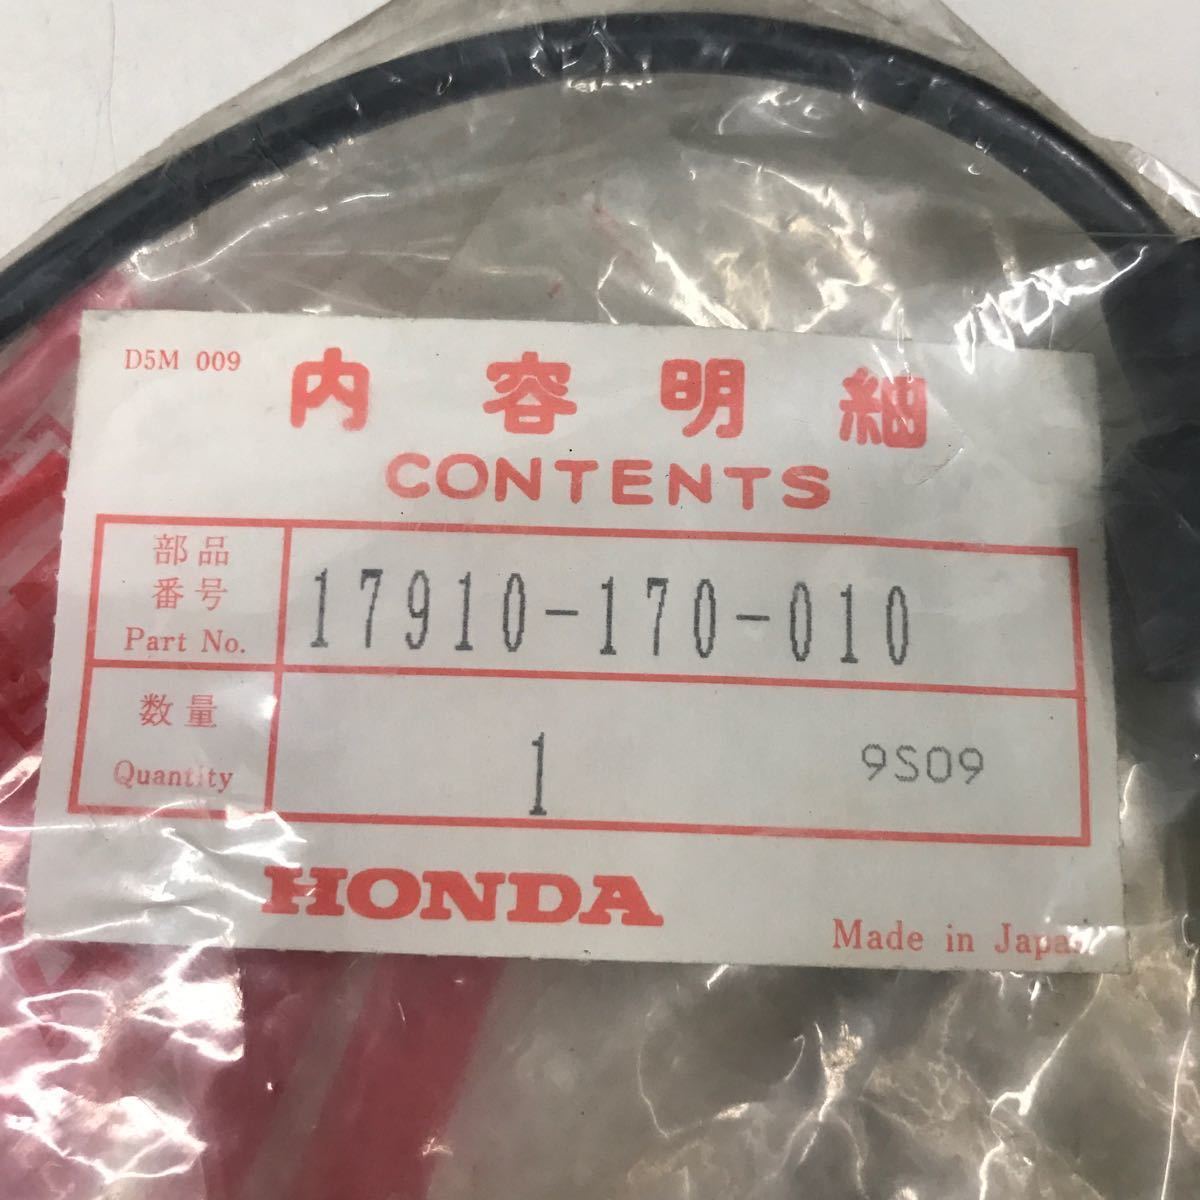 D5M 009
内容明細
CONTENTS
部品
番号
Part No.
17910-170-010
数量
Quantity
1
9S09
HONDA
Made in Japan